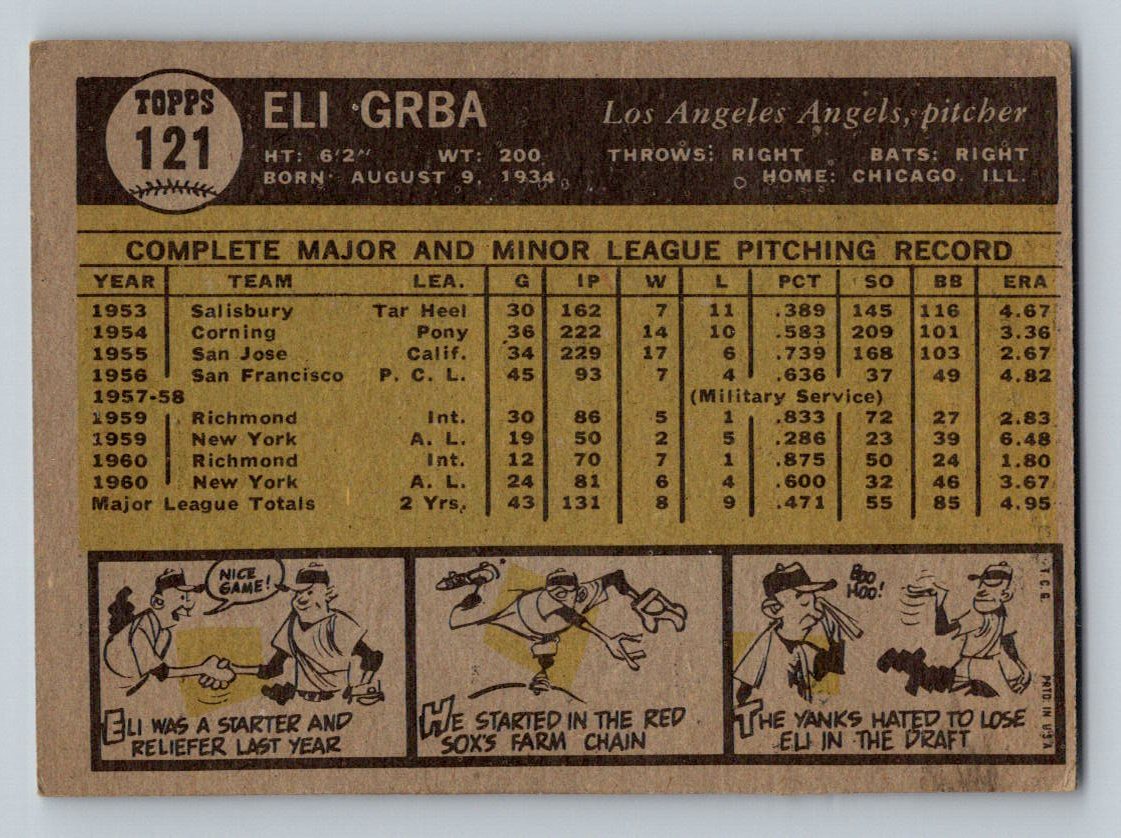 TOPPS
121
ELI GRBA Los Angeles Angels, pitcher
HT: 6'2" WT: 200 THROWS: RIGHT BATS: RIGHT
BORN: AUGUST 9, 1934 HOME: CHICAGO. ILL.
COMPLETE MAJOR AND MINOR LEAGUE PITCHING RECORD
YEAR TEAM LEA. G IP W L PCT SO BB ERA
1953 Salisbury Tar Heel 30 162 7 11 .389 145 116 4.67
1954 Corning Pony 36 222 14 10 .583 209 101 3.36
1955 San Jose Calif. 34 229 17 6 .739 168 103 2.67
1956 San Francisco P. C. L. 45 93 7 4 .636 37 49 4.82
1957-58 (Military Service)
1959 Richmond Int. 30 86 5 1 .833 72 27 2.83
1959 New York A. L. 19 50 2 5 .286 23 39 6.48
1960 Richmond Int. 12 70 7 1 .875 50 24 1.80
1960 New York A. L. 24 81 6 4 .600 32 46 3.67
Major League Totals 2 Yrs. 43 131 8 9 .471 55 85 4.95
NICE
GAME!
ELI WAS A STARTER AND
RELIEFER LAST YEAR
HE STARTED IN THE RED
SOX'S FARM CHAIN
BOO
HOO!
THE YANKS HATED TO LOSE
ELI IN THE DRAFT
T.C.G. PRTD. IN U.S.A.